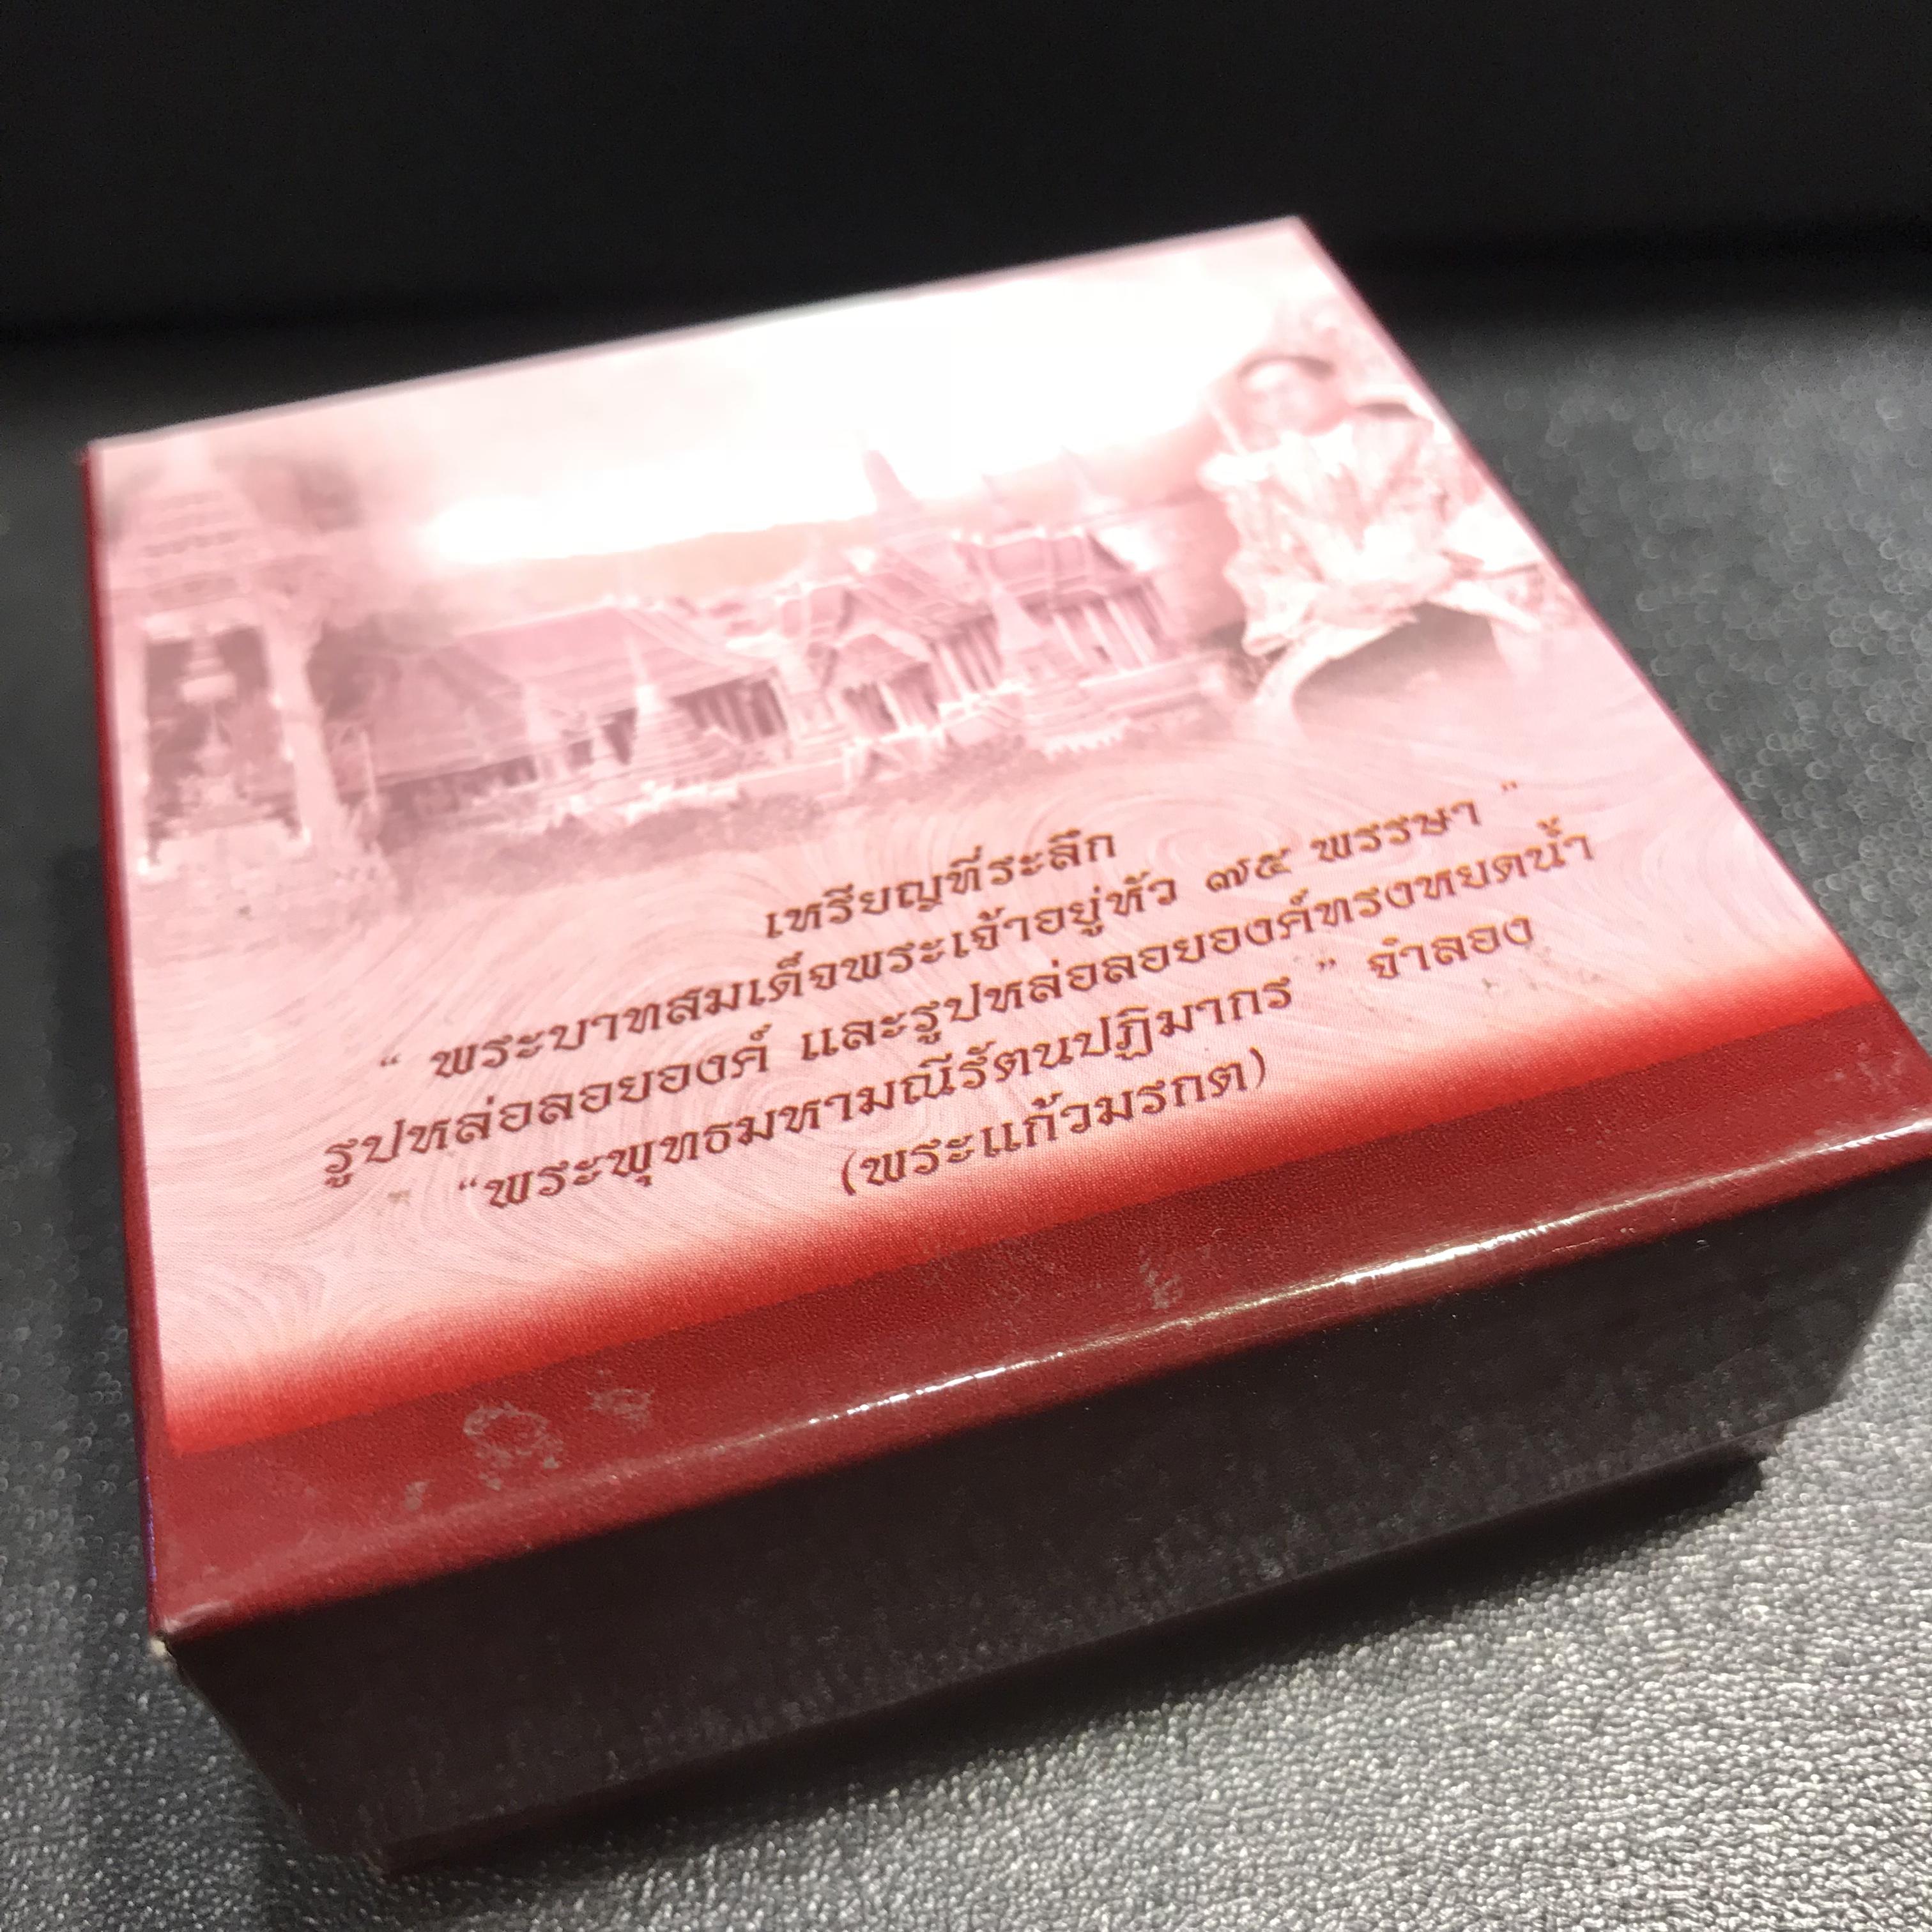 เหรียญที่ระลึก
“ พระบาทสมเด็จพระเจ้าอยู่หัว ๗๕ พรรษา ”
รูปหล่อลอยองค์ และรูปหล่อลอยองค์ทรงหยดน้ำ
“พระพุทธมหามณีรัตนปฏิมากร ” จำลอง
(พระแก้วมรกต)